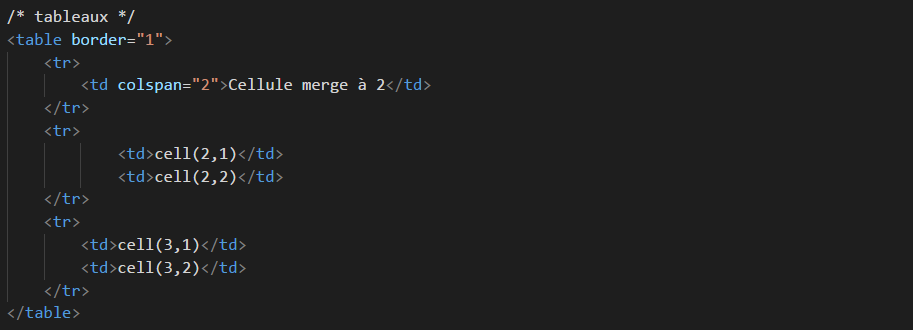 /* tableaux */
<table border="1">
    <tr>
        <td colspan="2">Cellule merge à 2</td>
    </tr>
    <tr>
            <td>cell(2,1)</td>
            <td>cell(2,2)</td>
    </tr>
    <tr>
        <td>cell(3,1)</td>
        <td>cell(3,2)</td>
    </tr>
</table>